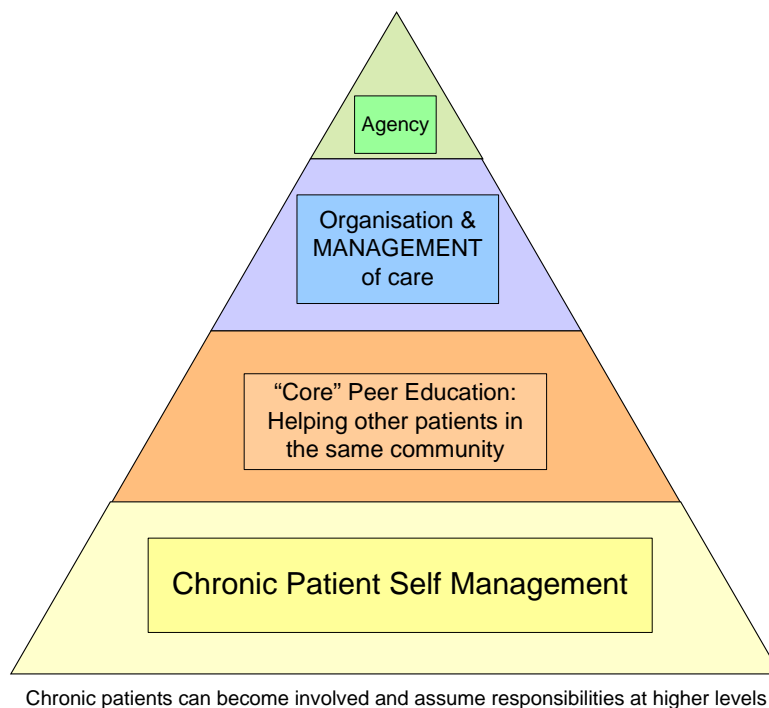 Agency
Organisation &
MANAGEMENT
of care
“Core” Peer Education:
Helping other patients in
the same community
Chronic Patient Self Management
Chronic patients can become involved and assume responsibilities at higher levels